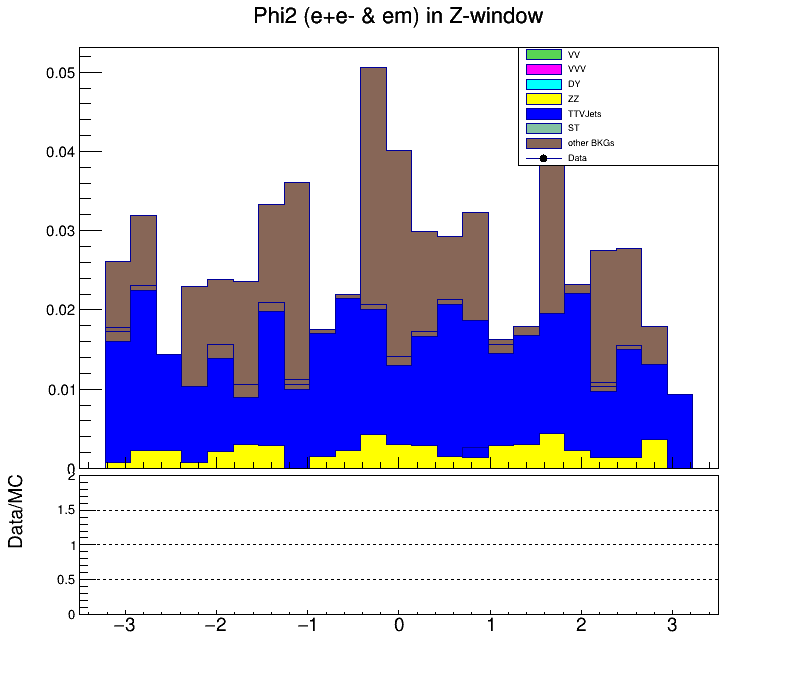 Phi2 (e+e- & em) in Z-window
VV
VVV
DY
ZZ
TTVJets
ST
other BKGs
Data
0.05
0.04
0.03
0.02
0.01
0
Data/MC
2
1.5
1
0.5
0
−3 −2 −1 0 1 2 3